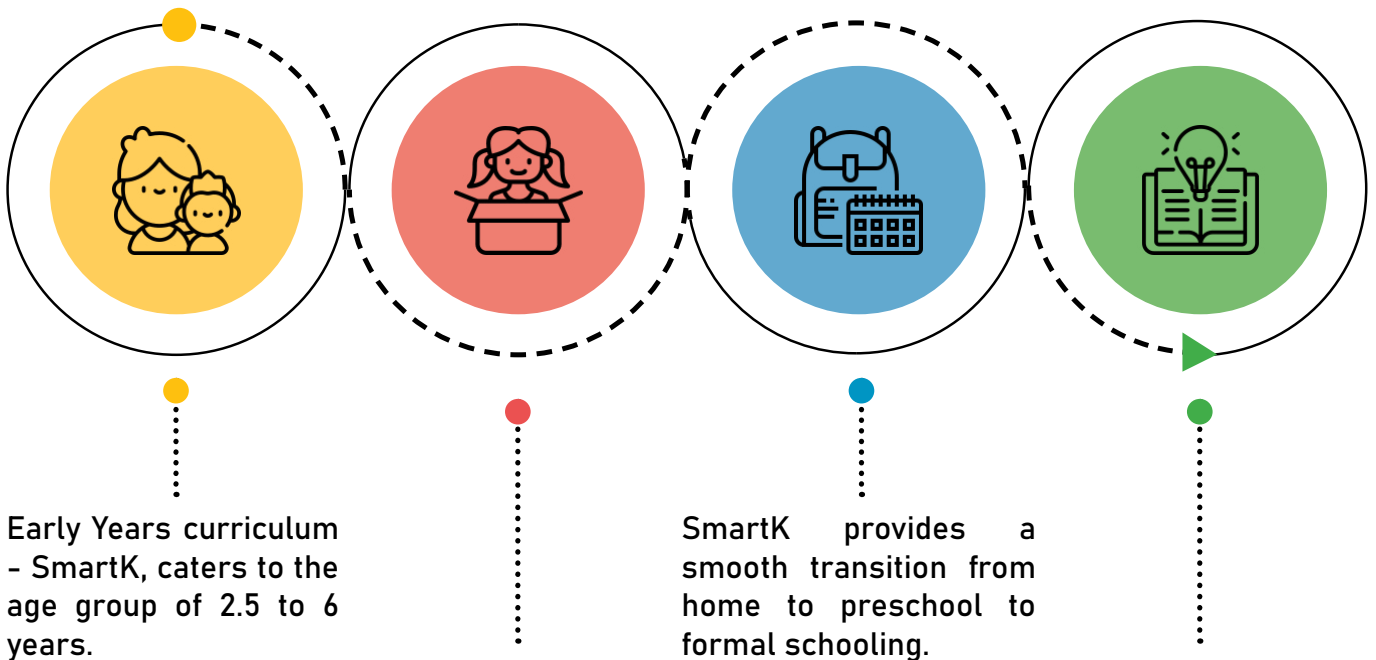 Early Years curriculum
- SmartK, caters to the
age group of 2.5 to 6
years.
SmartK provides a
smooth transition from
home to preschool to
formal schooling.